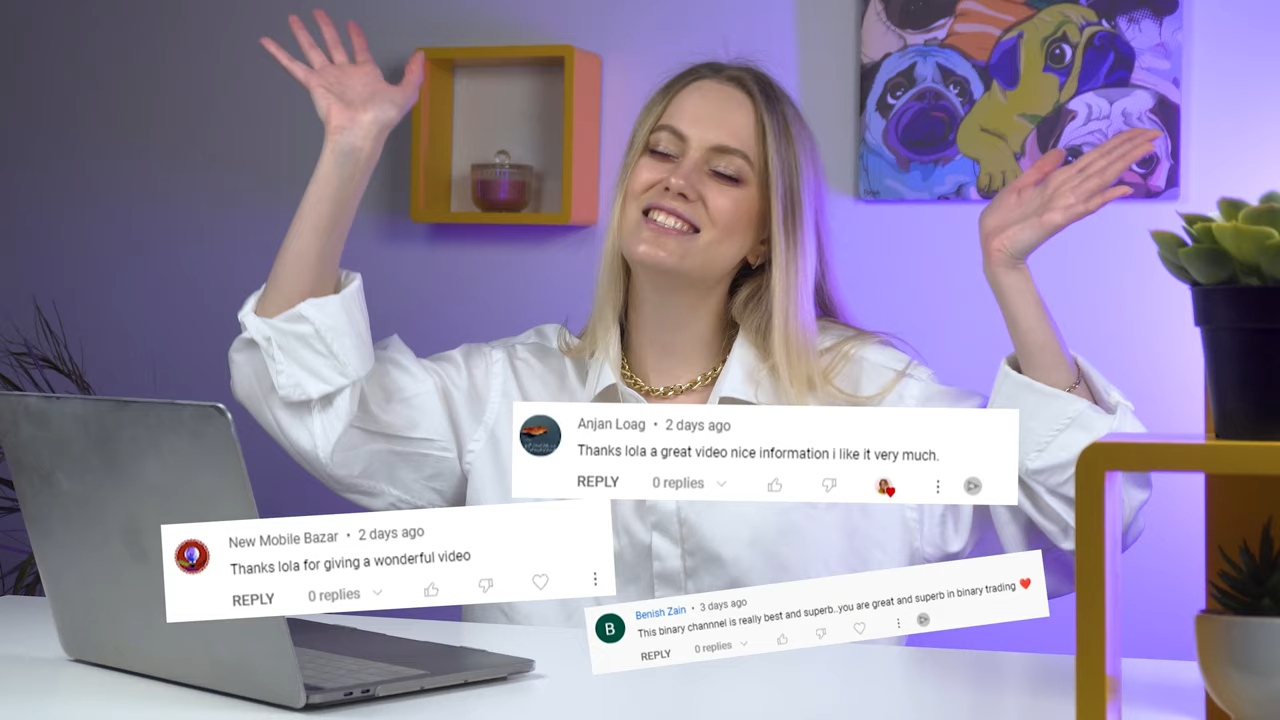 Anjan Loag • 2 days ago
Thanks lola a great video nice information i like it very much.
REPLY 0 replies
New Mobile Bazar • 2 days ago
Thanks lola for giving a wonderful video
REPLY 0 replies
B
Benish Zain • 3 days ago
This binary channnel is really best and superb..you are great and superb in binary trading ❤️
REPLY 0 replies